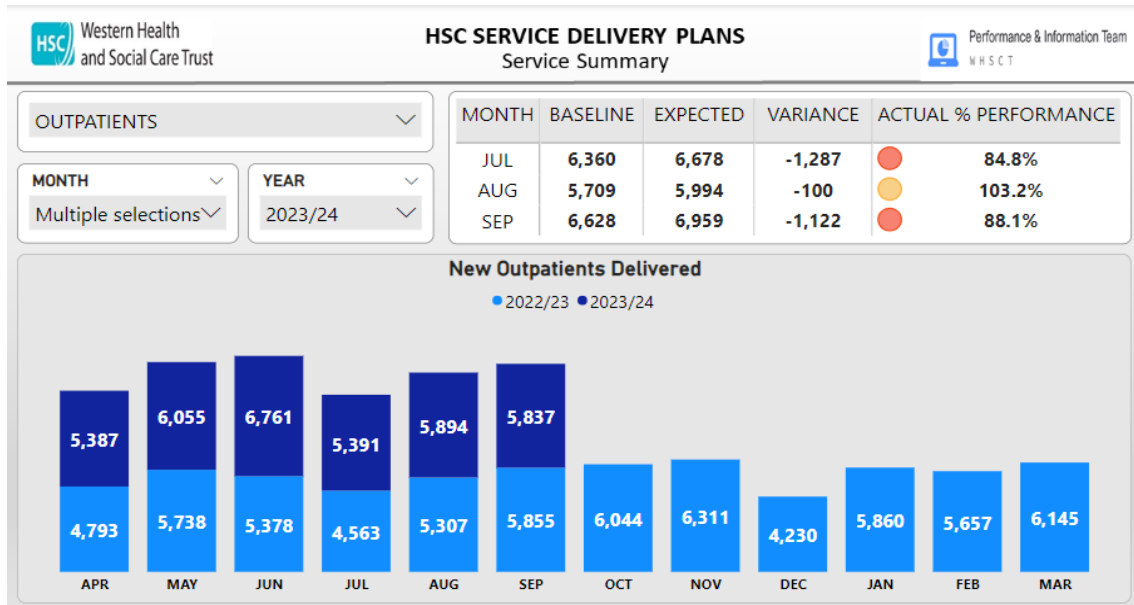 HSC
Western Health
and Social Care Trust
HSC SERVICE DELIVERY PLANS
Service Summary
Performance & Information Team
WHSCT
OUTPATIENTS
MONTH
Multiple selections
YEAR
2023/24
MONTH BASELINE EXPECTED VARIANCE ACTUAL % PERFORMANCE
JUL 6,360 6,678 -1,287 84.8%
AUG 5,709 5,994 -100 103.2%
SEP 6,628 6,959 -1,122 88.1%
New Outpatients Delivered
2022/23 2023/24
5,387 6,055 6,761 5,391 5,894 5,837
4,793 5,738 5,378 4,563 5,307 5,855 6,044 6,311 4,230 5,860 5,657 6,145
APR MAY JUN JUL AUG SEP OCT NOV DEC JAN FEB MAR